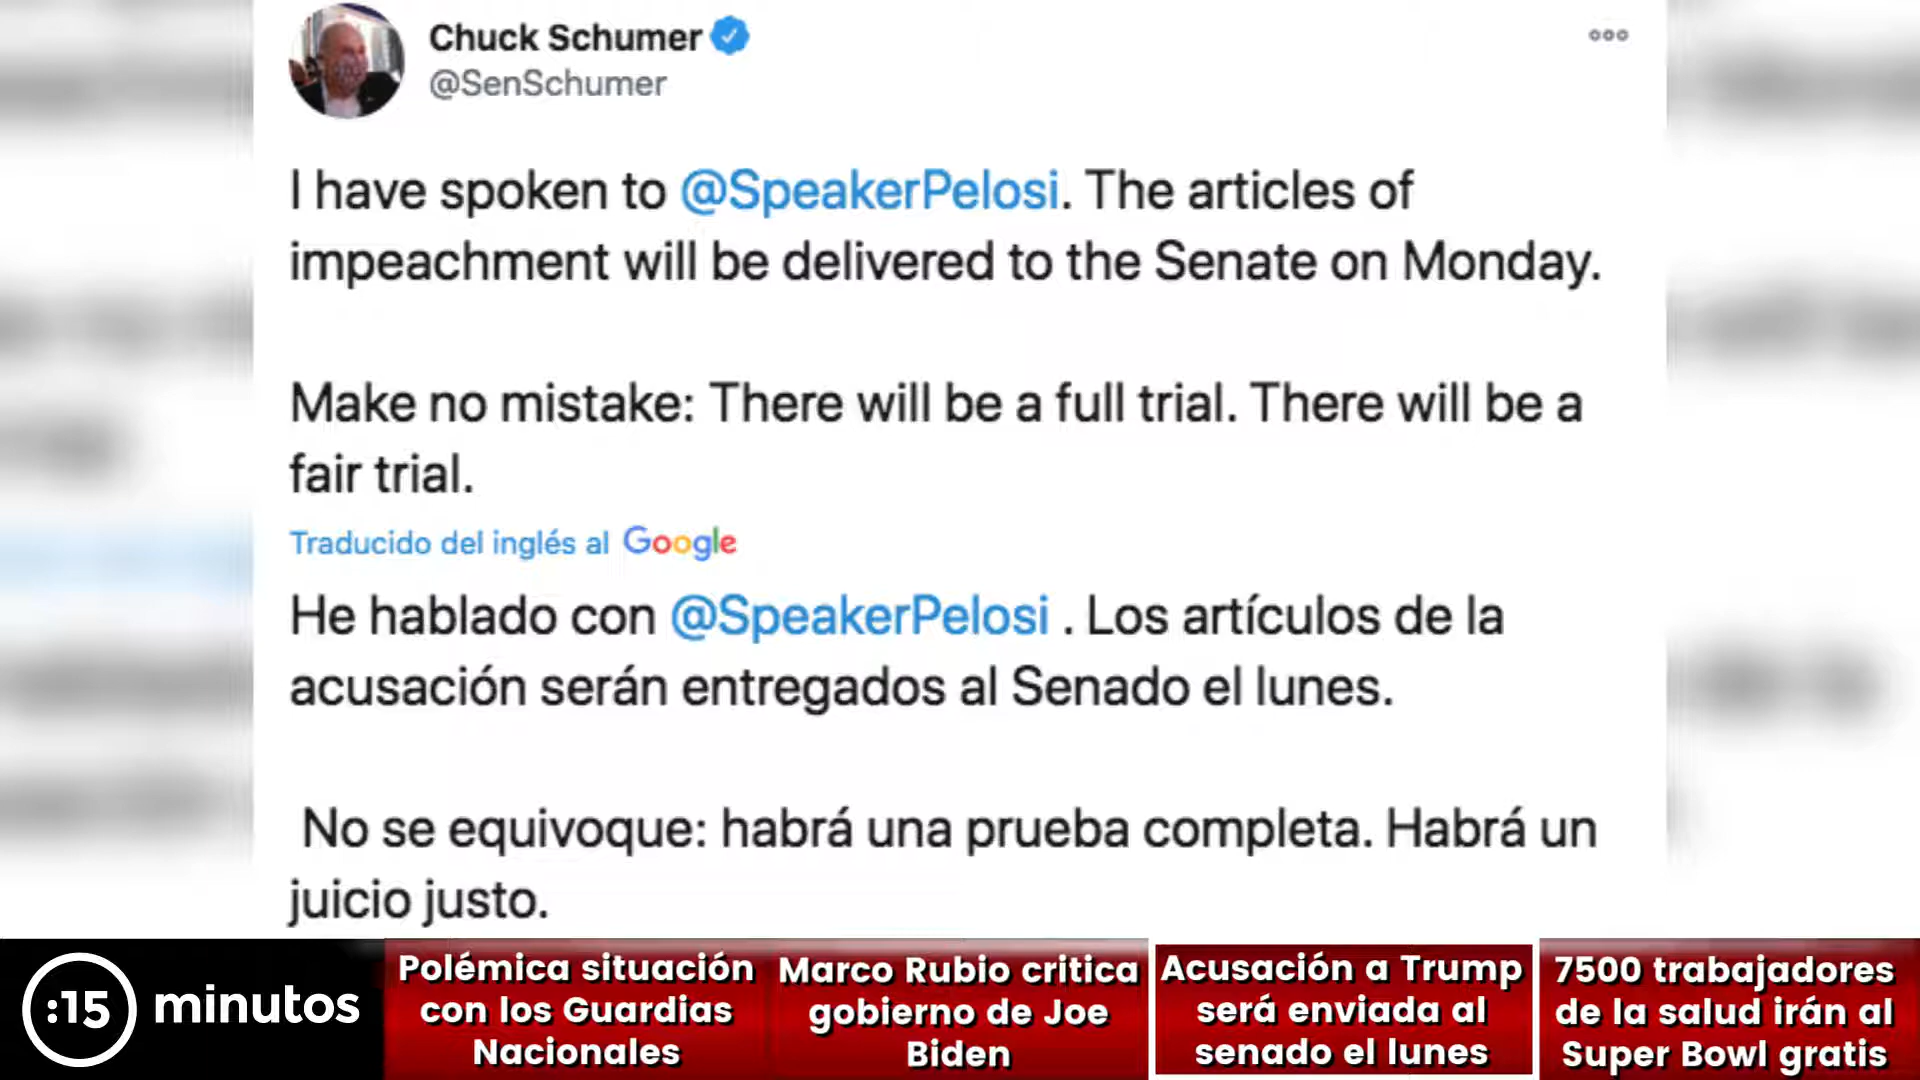 Chuck Schumer
@SenSchumer
I have spoken to @SpeakerPelosi. The articles of
impeachment will be delivered to the Senate on Monday.
Make no mistake: There will be a full trial. There will be a
fair trial.
Traducido del inglés al Google
He hablado con @SpeakerPelosi . Los artículos de la
acusación serán entregados al Senado el lunes.
No se equivoque: habrá una prueba completa. Habrá un
juicio justo.
:15 minutos
Polémica situación
con los Guardias
Nacionales
Marco Rubio critica
gobierno de Joe
Biden
Acusación a Trump
será enviada al
senado el lunes
7500 trabajadores
de la salud irán al
Super Bowl gratis